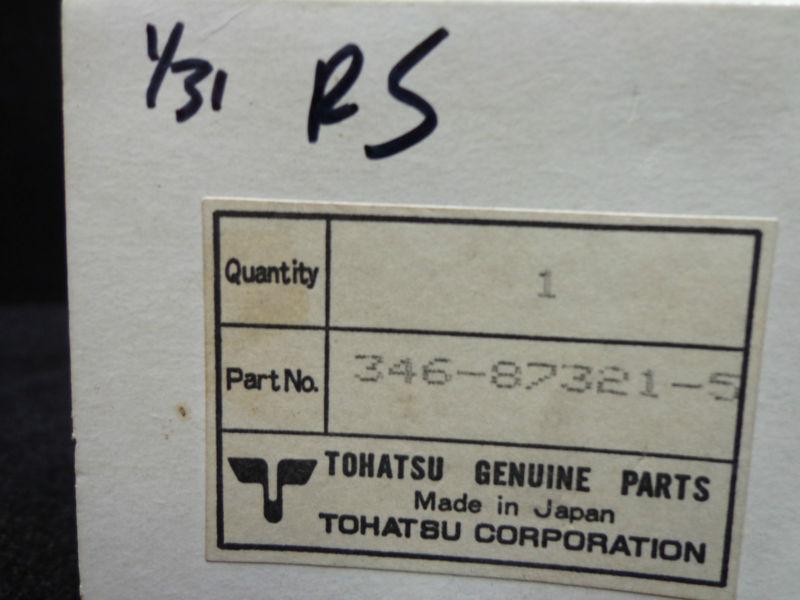 1/31 RS
Quantity 1
Part No. 346-87321-5
TOHATSU GENUINE PARTS
Made in Japan
TOHATSU CORPORATION